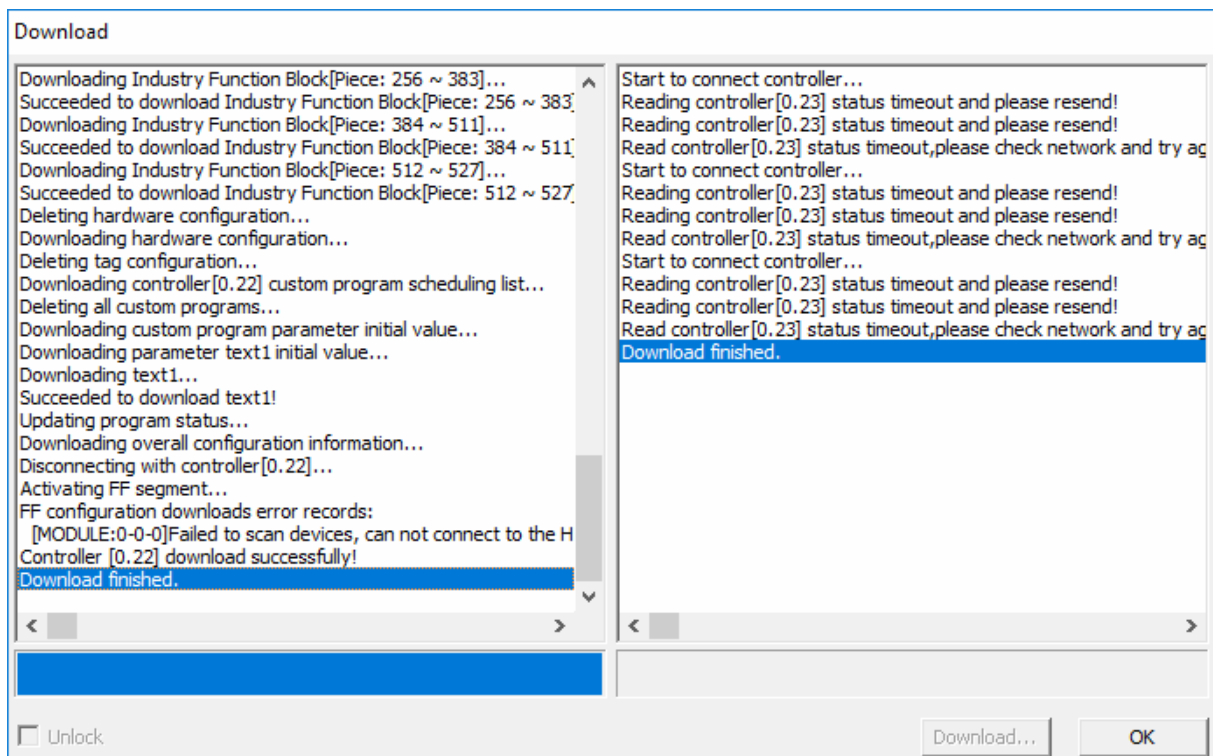 Download
Downloading Industry Function Block[Piece: 256 ~ 383]...
Succeeded to download Industry Function Block[Piece: 256 ~ 383]
Downloading Industry Function Block[Piece: 384 ~ 511]...
Succeeded to download Industry Function Block[Piece: 384 ~ 511]
Downloading Industry Function Block[Piece: 512 ~ 527]...
Succeeded to download Industry Function Block[Piece: 512 ~ 527]
Deleting hardware configuration...
Downloading hardware configuration...
Deleting tag configuration...
Downloading controller[0.22] custom program scheduling list...
Deleting all custom programs...
Downloading custom program parameter initial value...
Downloading parameter text1 initial value...
Downloading text1...
Succeeded to download text1!
Updating program status...
Downloading overall configuration information...
Disconnecting with controller[0.22]...
Activating FF segment...
FF configuration downloads error records:
[MODULE:0-0-0]Failed to scan devices, can not connect to the H
Controller [0.22] download successfully!
Download finished.
Start to connect controller...
Reading controller[0.23] status timeout and please resend!
Reading controller[0.23] status timeout and please resend!
Read controller[0.23] status timeout,please check network and try ag
Start to connect controller...
Reading controller[0.23] status timeout and please resend!
Reading controller[0.23] status timeout and please resend!
Read controller[0.23] status timeout,please check network and try ag
Start to connect controller...
Reading controller[0.23] status timeout and please resend!
Reading controller[0.23] status timeout and please resend!
Read controller[0.23] status timeout,please check network and try ag
Download finished.
Unlock
Download...
OK